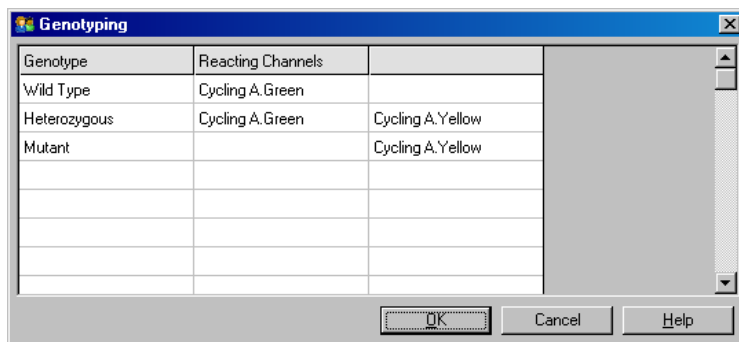 Genotyping
Genotype Reacting Channels
Wild Type Cycling A.Green
Heterozygous Cycling A.Green Cycling A.Yellow
Mutant Cycling A.Yellow
OK Cancel Help